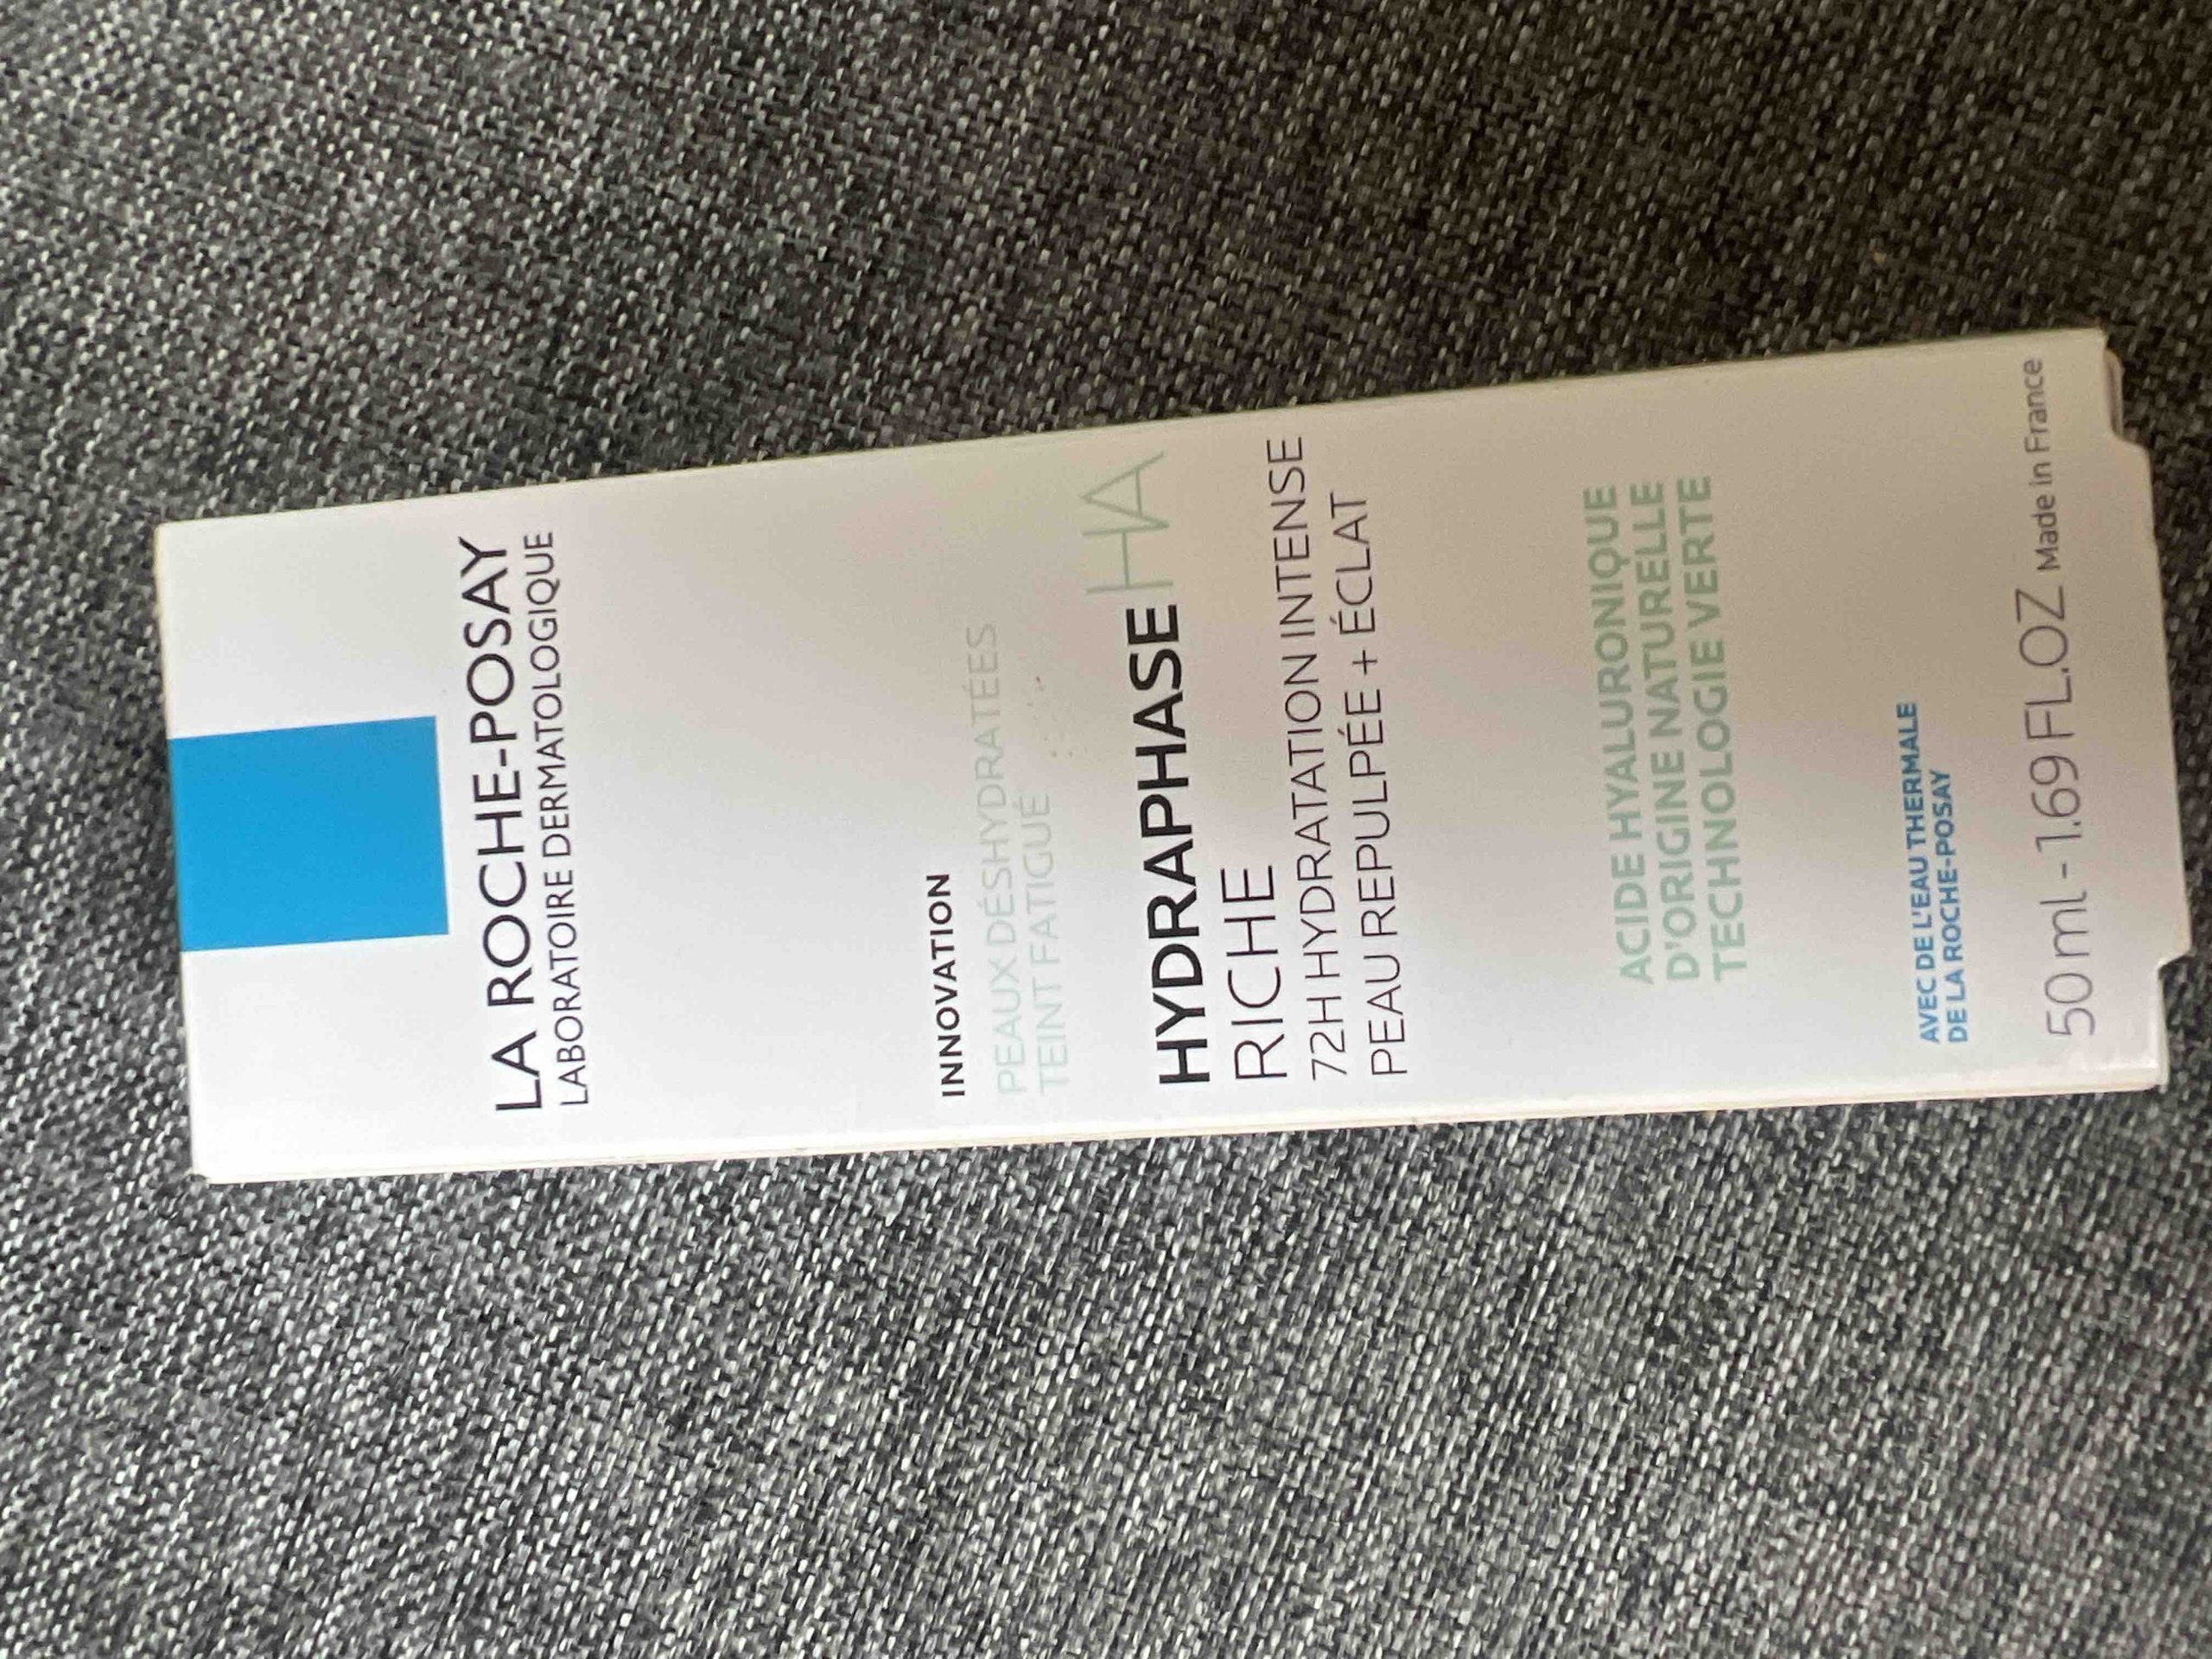 LA ROCHE-POSAY
LABORATOIRE DERMATOLOGIQUE
INNOVATION
PEAUX DÉSHYDRATÉES
TEINT FATIGUÉ
HYDRAPHASE HA
RICHE
72H HYDRATATION INTENSE
PEAU REPULPÉE + ÉCLAT
ACIDE HYALURONIQUE
D'ORIGINE NATURELLE
TECHNOLOGIE VERTE
AVEC DE L'EAU THERMALE
DE LA ROCHE-POSAY
50 ml - 1.69 FL.OZ Made in France